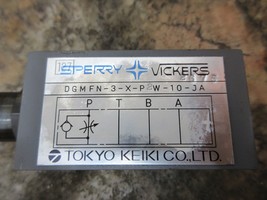 SPERRY VICKERS
DGMFN-3-X-P W-10-JA
P T B A
TOKYO KEIKI CO., LTD.